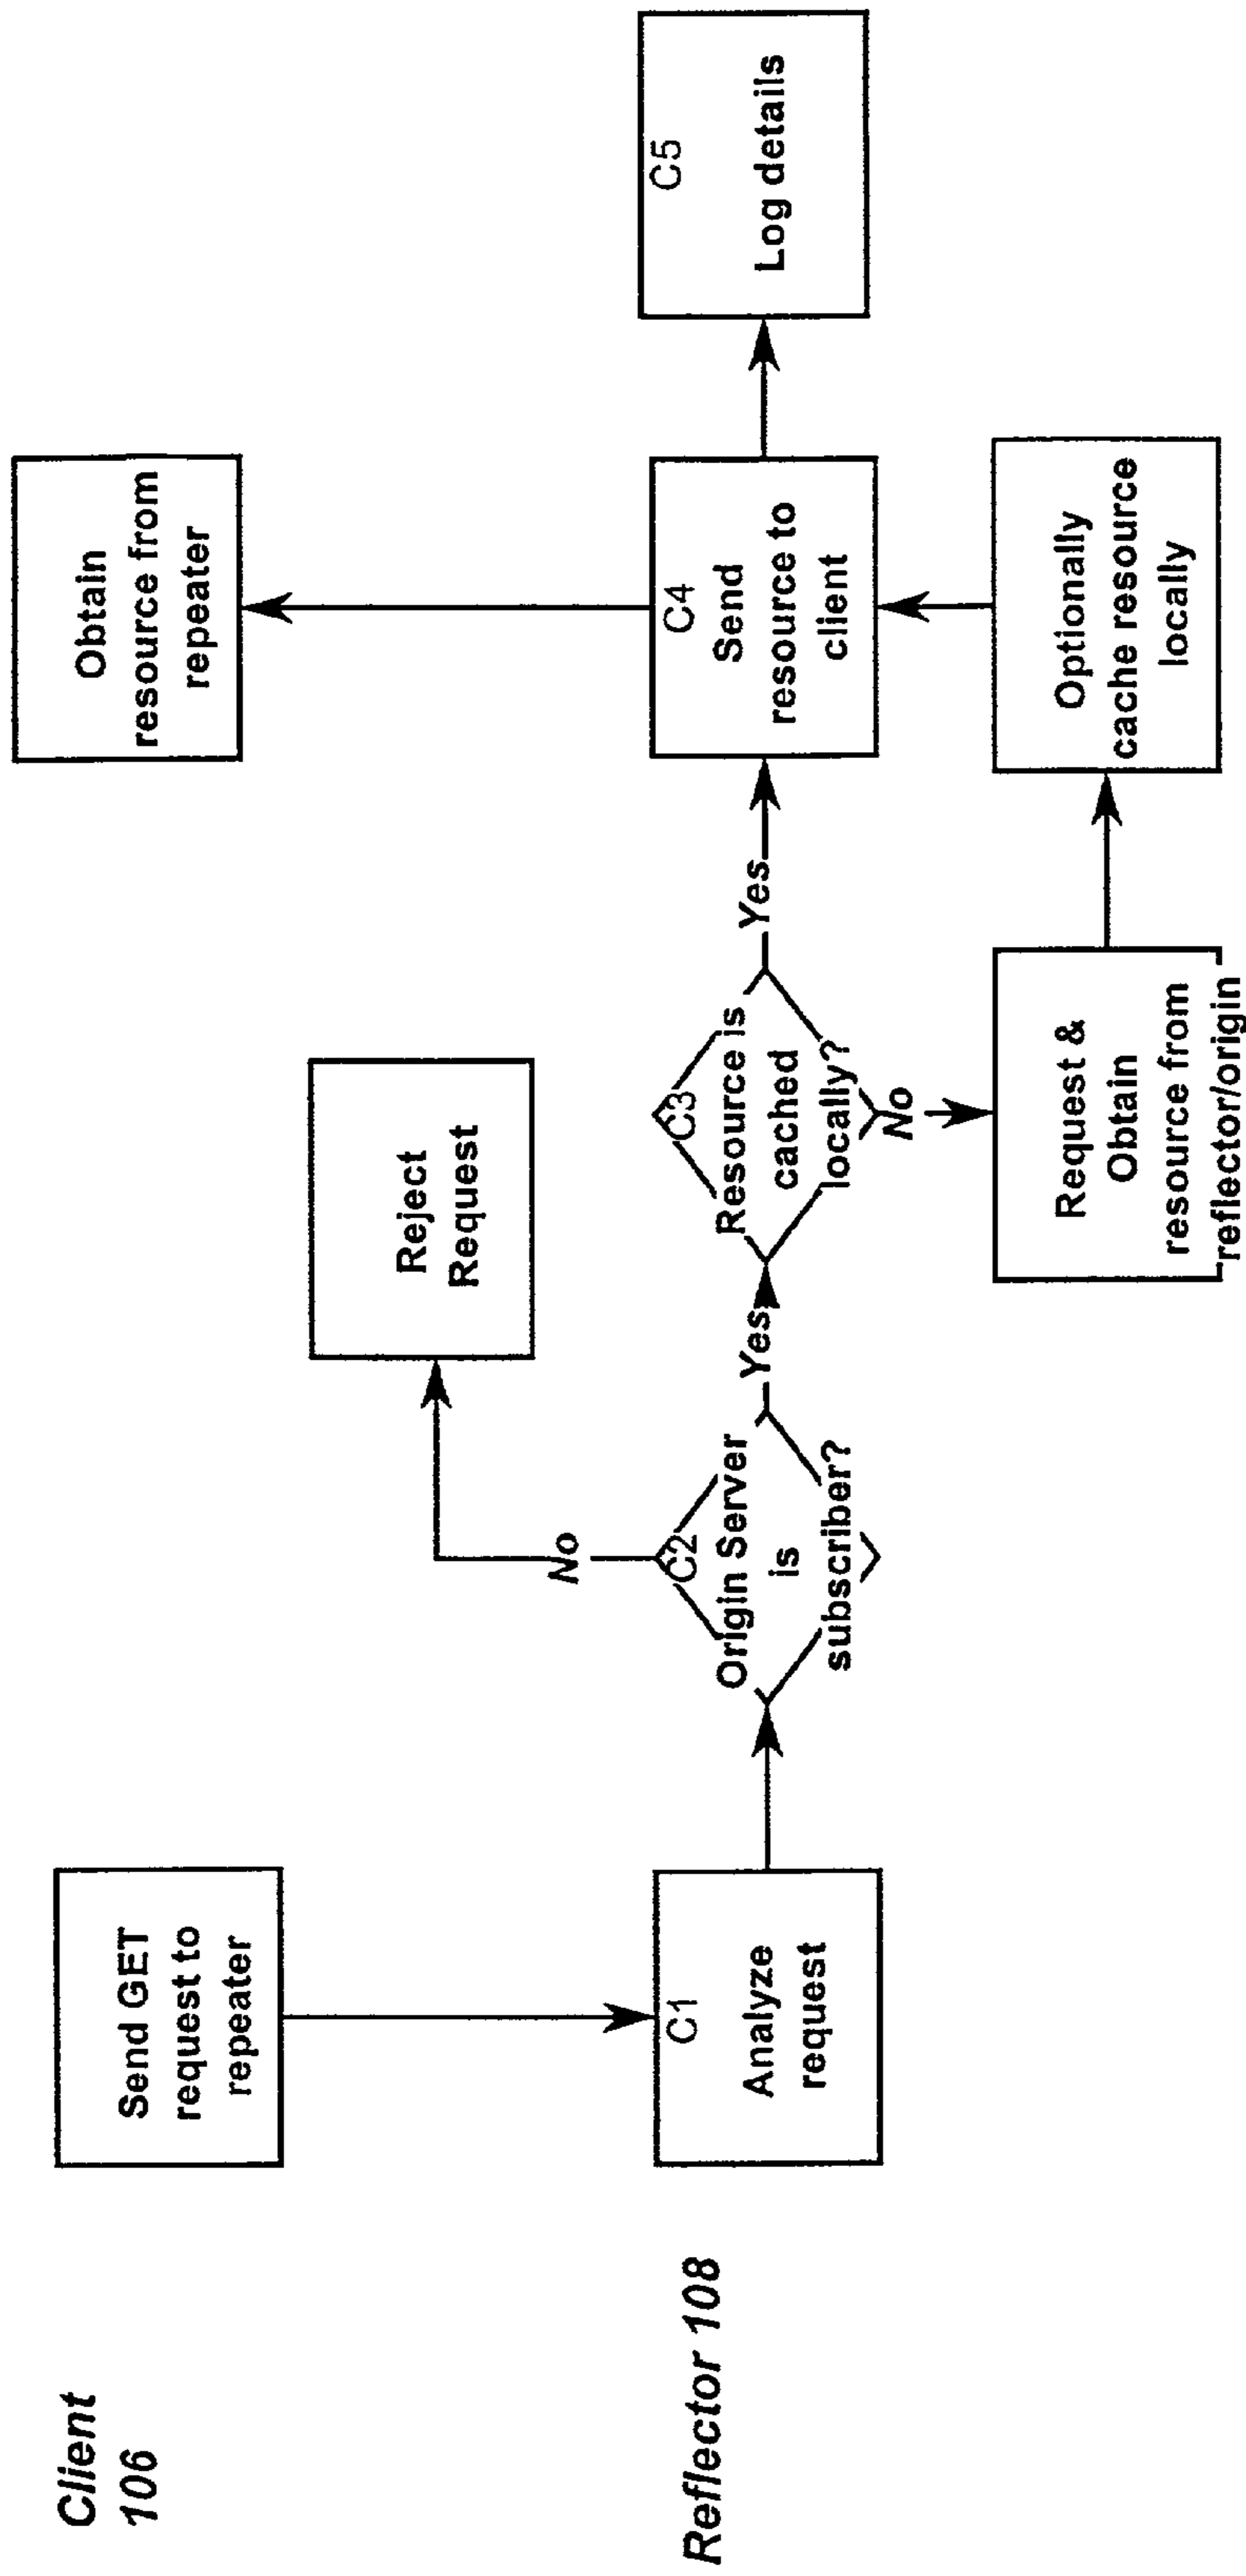 Client
106
Send GET
request to
repeater
Obtain
resource from
repeater
Reject
Request
No
Reflector 108
C1
Analyze
request
C2
Origin Server
is
subscriber?
Yes
C3
Resource is
cached
locally?
Yes
C4
Send
resource to
client
C5
Log details
No
Request &
Obtain
resource from
reflector/origin
Optionally
cache resource
locally